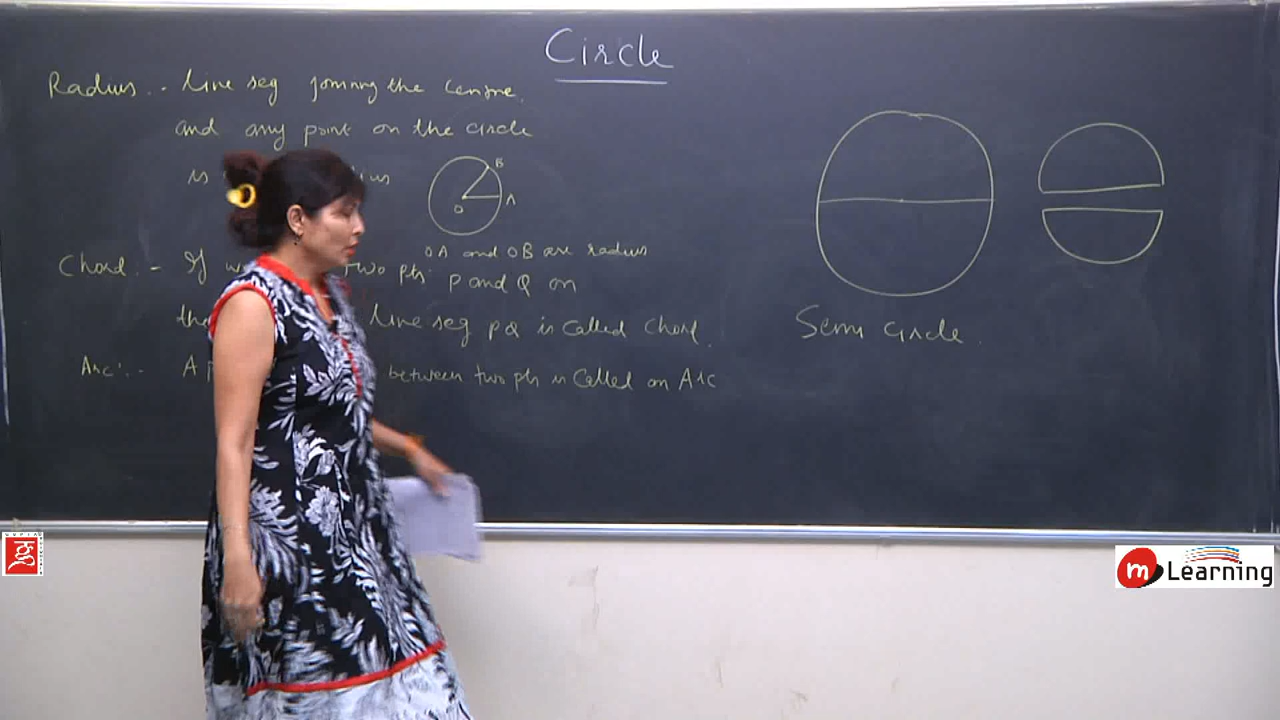 Circle
Radius :- line seg joining the centre
and any point on the circle
is
B
A
O
OA and OB are radius
Chord :- If two pts. P and Q on
line seg PQ is called Chord.
Arc :- A between two pts is called an Arc
Semi circle
m Learning